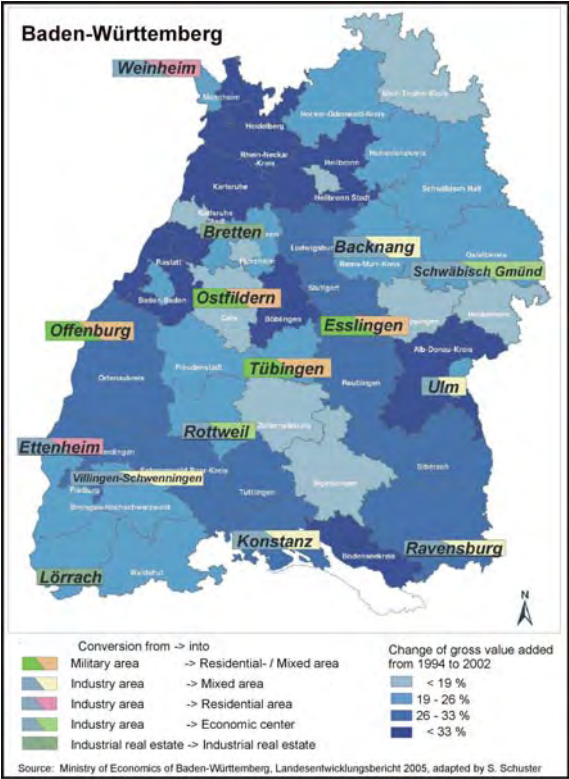 Baden-Württemberg
Weinheim
Mannheim
Main-Tauber-Kreis
Heidelberg
Neckar-Odenwald-Kreis
Rhein-Neckar
-Kreis
Hohenlohekreis
Heilbronn
Karlsruhe
Heilbronn Stadt
Schwäbisch Hall
Karlsruhe
Bretten
Ludwigsburg
Backnang
Rastatt
Pforzheim
Rems-Murr-Kreis
Ostalbkreis
Schwäbisch Gmünd
Stuttgart
Baden-Baden
Ostfildern
Calw
Böblingen
Esslingen
Heidenheim
Offenburg
Alb-Donau-Kreis
Freudenstadt
Tübingen
Ortenaukreis
Reutlingen
Ulm
Rottweil
Zollernalbkreis
Ettenheim
Biberach
Villingen-Schwenningen
Freiburg
Sigmaringen
Tuttlingen
Breisgau-Hochschwarzwald
Konstanz
Bodenseekreis
Ravensburg
Lörrach
Waldshut
N
Conversion from -> into
Military area -> Residential- / Mixed area
Industry area -> Mixed area
Industry area -> Residential area
Industry area -> Economic center
Industrial real estate -> Industrial real estate
Change of gross value added
from 1994 to 2002
< 19 %
19 - 26 %
26 - 33 %
< 33 %
Source: Ministry of Economics of Baden-Württemberg, Landesentwicklungsbericht 2005, adapted by S. Schuster